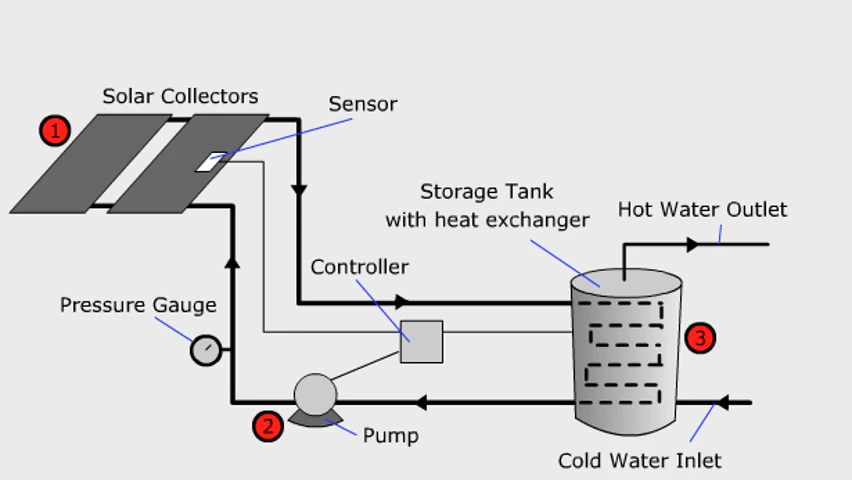 Solar Collectors
Sensor
1
Storage Tank
with heat exchanger
Hot Water Outlet
Controller
Pressure Gauge
3
2
Pump
Cold Water Inlet